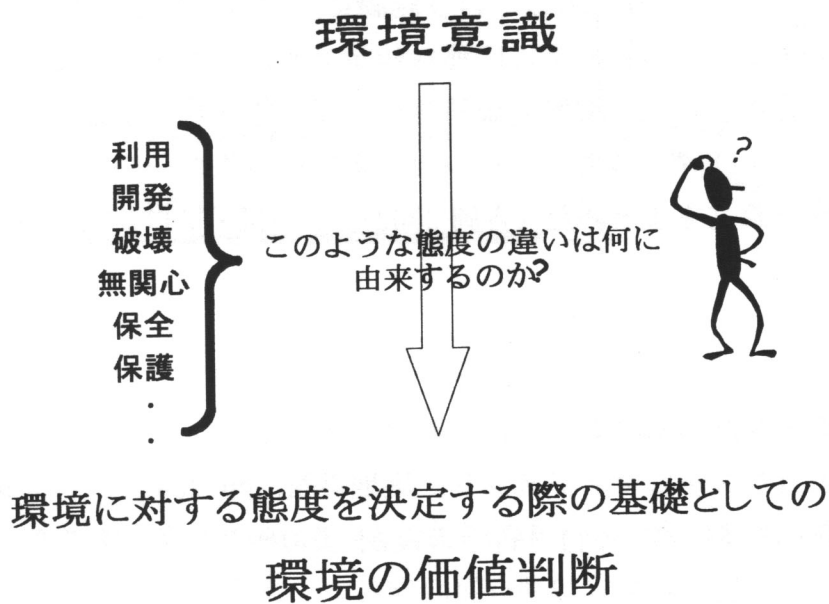 環境意識
利用
開発
破壊
無関心
保全
保護
・
・
このような態度の違いは何に
由来するのか?
?
環境に対する態度を決定する際の基礎としての
環境の価値判断